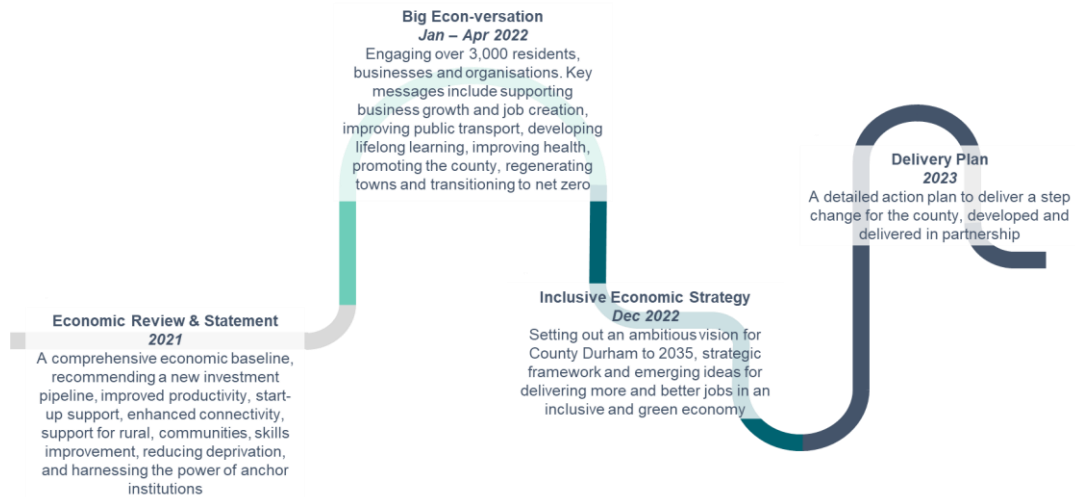 Big Econ-versation
Jan – Apr 2022
Engaging over 3,000 residents,
businesses and organisations. Key
messages include supporting
business growth and job creation,
improving public transport, developing
lifelong learning, improving health,
promoting the county, regenerating
towns and transitioning to net zero
Delivery Plan
2023
A detailed action plan to deliver a step
change for the county, developed and
delivered in partnership
Inclusive Economic Strategy
Dec 2022
Setting out an ambitious vision for
County Durham to 2035, strategic
framework and emerging ideas for
delivering more and better jobs in an
inclusive and green economy
Economic Review & Statement
2021
A comprehensive economic baseline,
recommending a new investment
pipeline, improved productivity, start-
up support, enhanced connectivity,
support for rural, communities, skills
improvement, reducing deprivation,
and harnessing the power of anchor
institutions